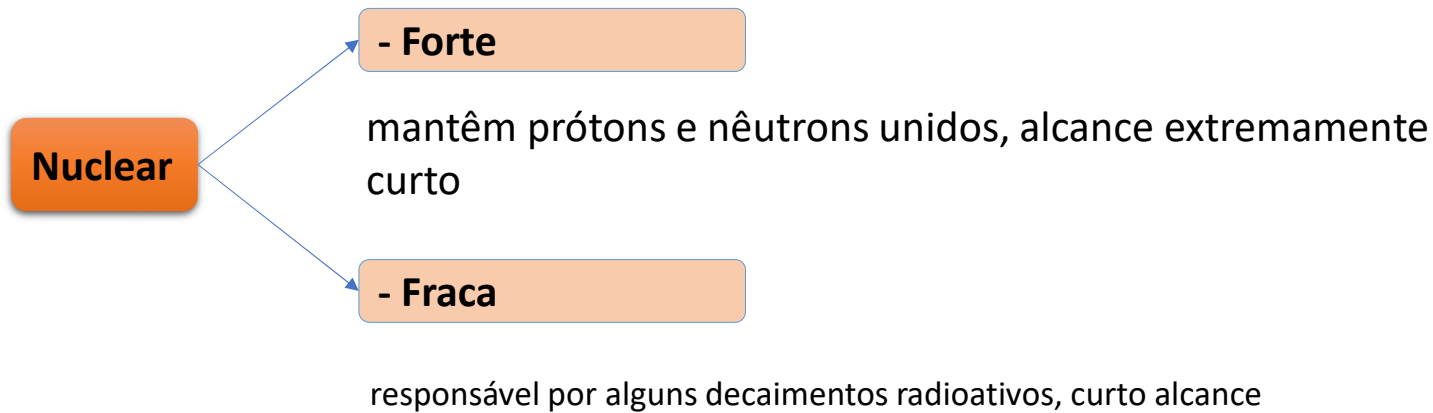 - Forte
Nuclear
mantêm prótons e nêutrons unidos, alcance extremamente
curto
- Fraca
responsável por alguns decaimentos radioativos, curto alcance